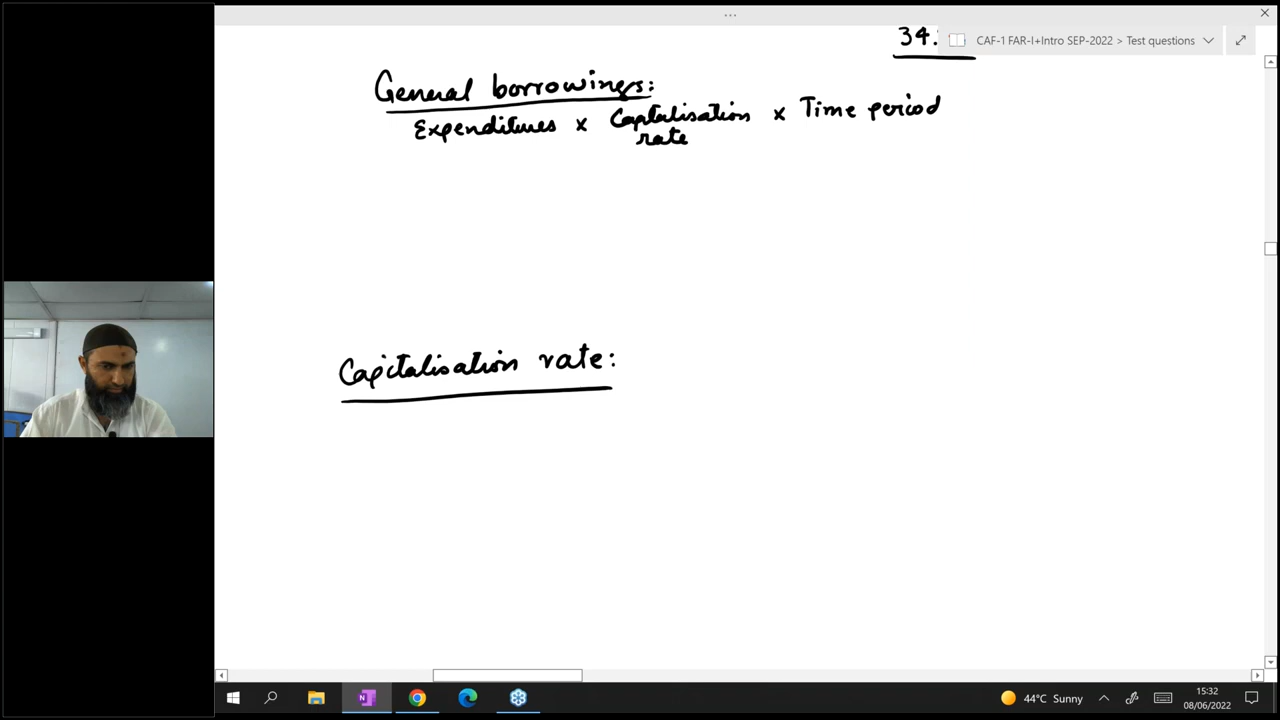 34.
CAF-1 FAR-I+Intro SEP-2022 > Test questions
General borrowings:
Expenditures x Capitalisation rate x Time period
Capitalisation rate:
44°C Sunny
15:32
08/06/2022